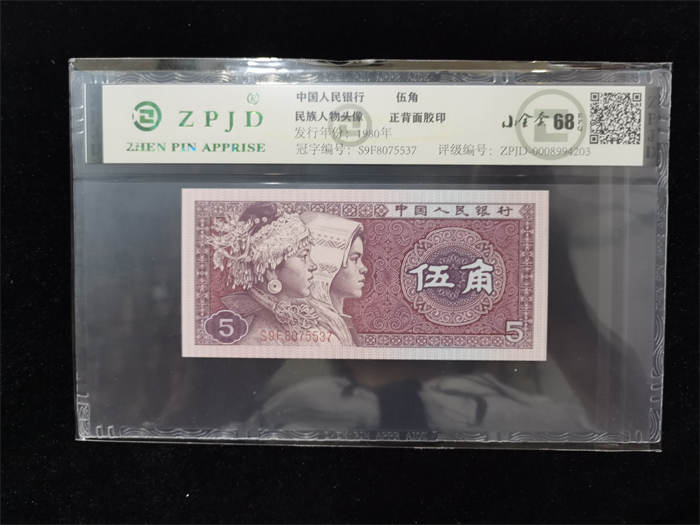 ZPJD
ZHEN PIN APPRISE
中国人民银行 伍角
民族人物头像 正背面胶印
发行年份：1980年
冠字编号：S9F8075537
评级编号：ZPJD-0008994203
68
中国人民银行
伍角
5
S9F8075537
5